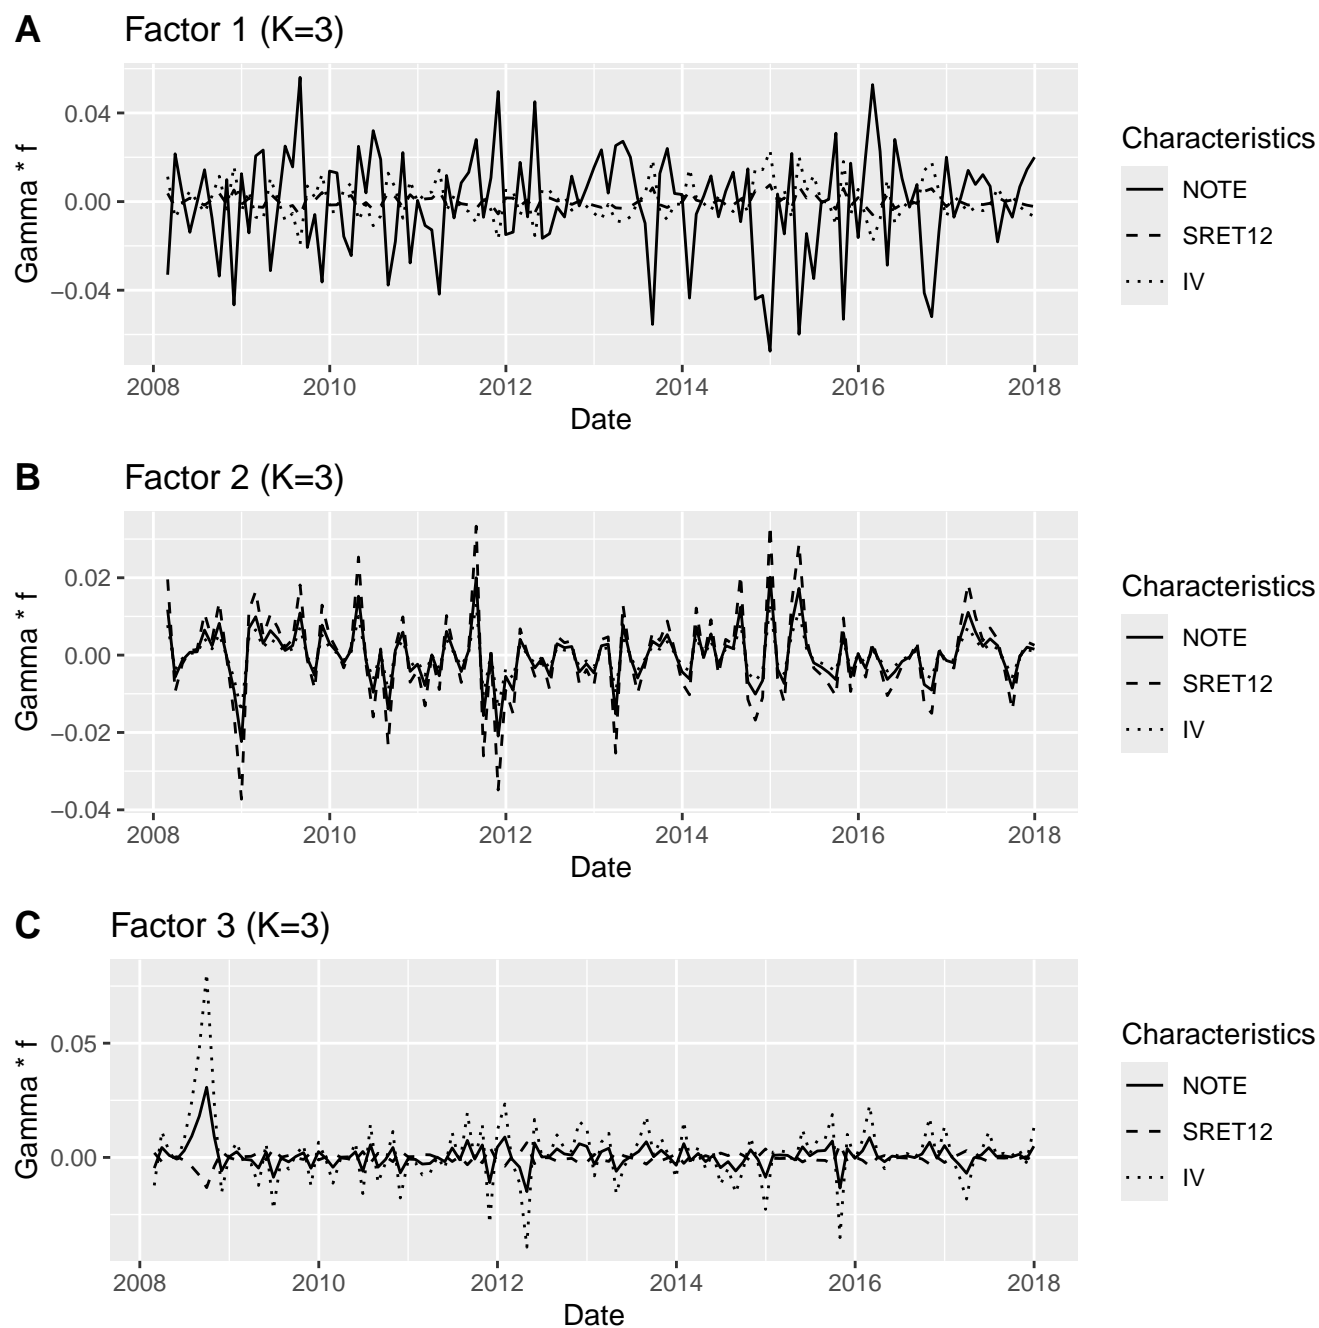 A Factor 1 (K=3)
Gamma * f
0.04
0.00
−0.04
2008 2010 2012 2014 2016 2018
Date
Characteristics
NOTE
SRET12
IV
B Factor 2 (K=3)
Gamma * f
0.02
0.00
−0.02
−0.04
2008 2010 2012 2014 2016 2018
Date
Characteristics
NOTE
SRET12
IV
C Factor 3 (K=3)
Gamma * f
0.05
0.00
2008 2010 2012 2014 2016 2018
Date
Characteristics
NOTE
SRET12
IV